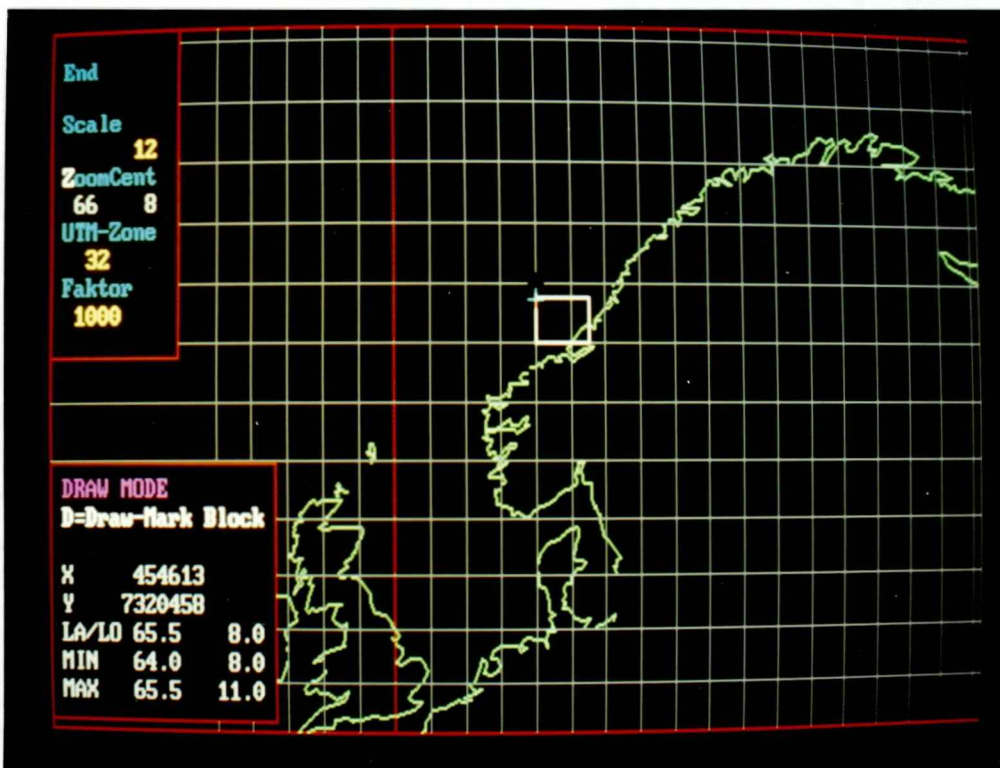 End
Scale
12
ZoomCent
66 8
UTM-Zone
32
Faktor
1000
DRAW MODE
D=Draw-Mark Block
X 454613
Y 7320458
LA/LO 65.5 8.0
MIN 64.0 8.0
MAX 65.5 11.0